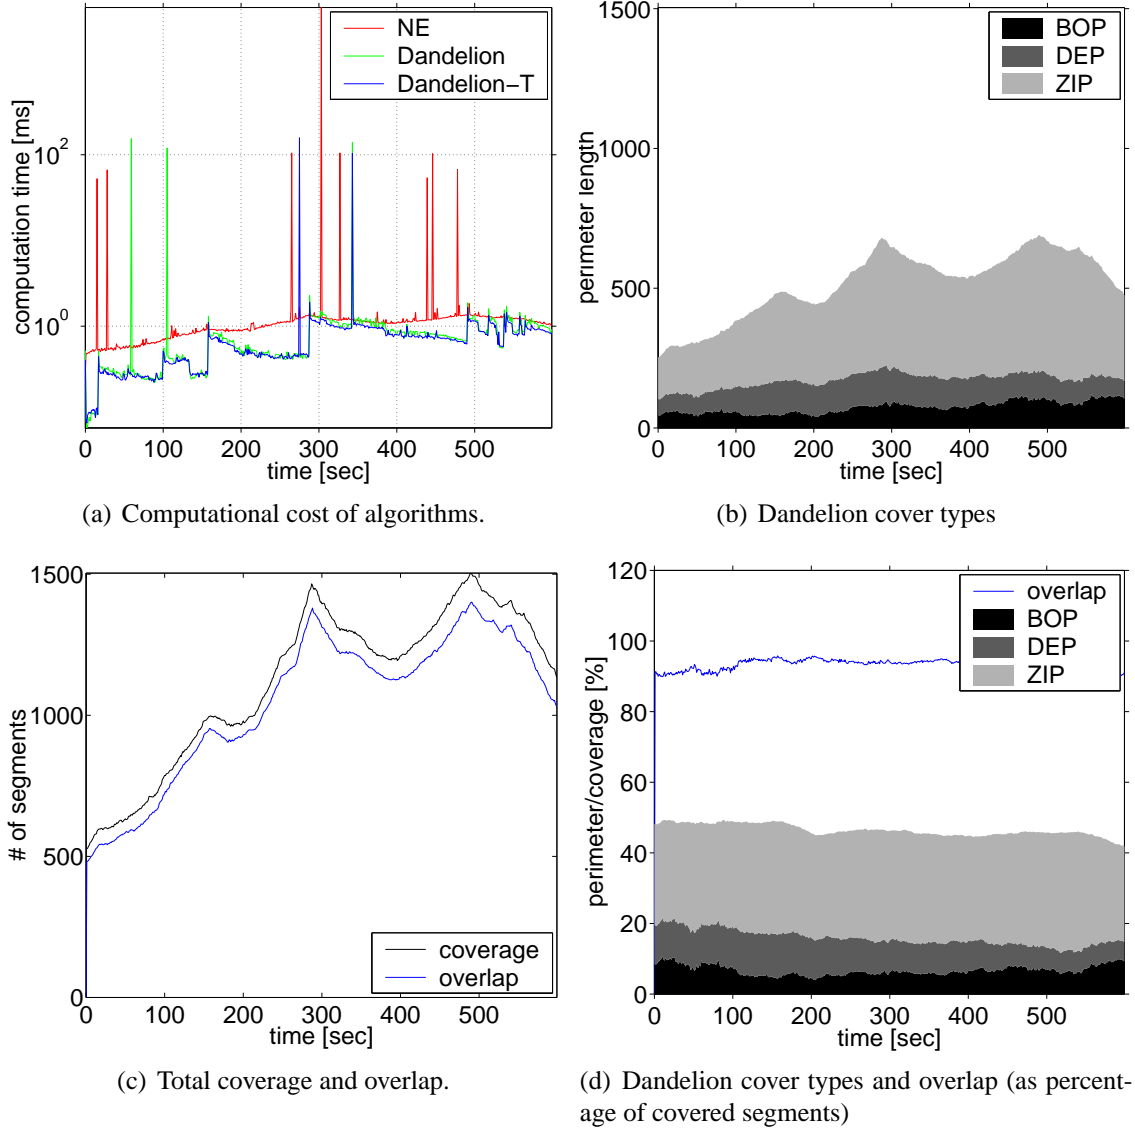 NE
Dandelion
Dandelion−T
10^2
10^0
computation time [ms]
0 100 200 300 400 500
time [sec]
(a) Computational cost of algorithms.
BOP
DEP
ZIP
1500
1000
500
0
perimeter length
0 100 200 300 400 500
time [sec]
(b) Dandelion cover types
1500
1000
500
0
# of segments
coverage
overlap
0 100 200 300 400 500
time [sec]
(c) Total coverage and overlap.
overlap
BOP
DEP
ZIP
120
100
80
60
40
20
0
perimeter/coverage [%]
0 100 200 300 400 500
time [sec]
(d) Dandelion cover types and overlap (as percent-
age of covered segments)